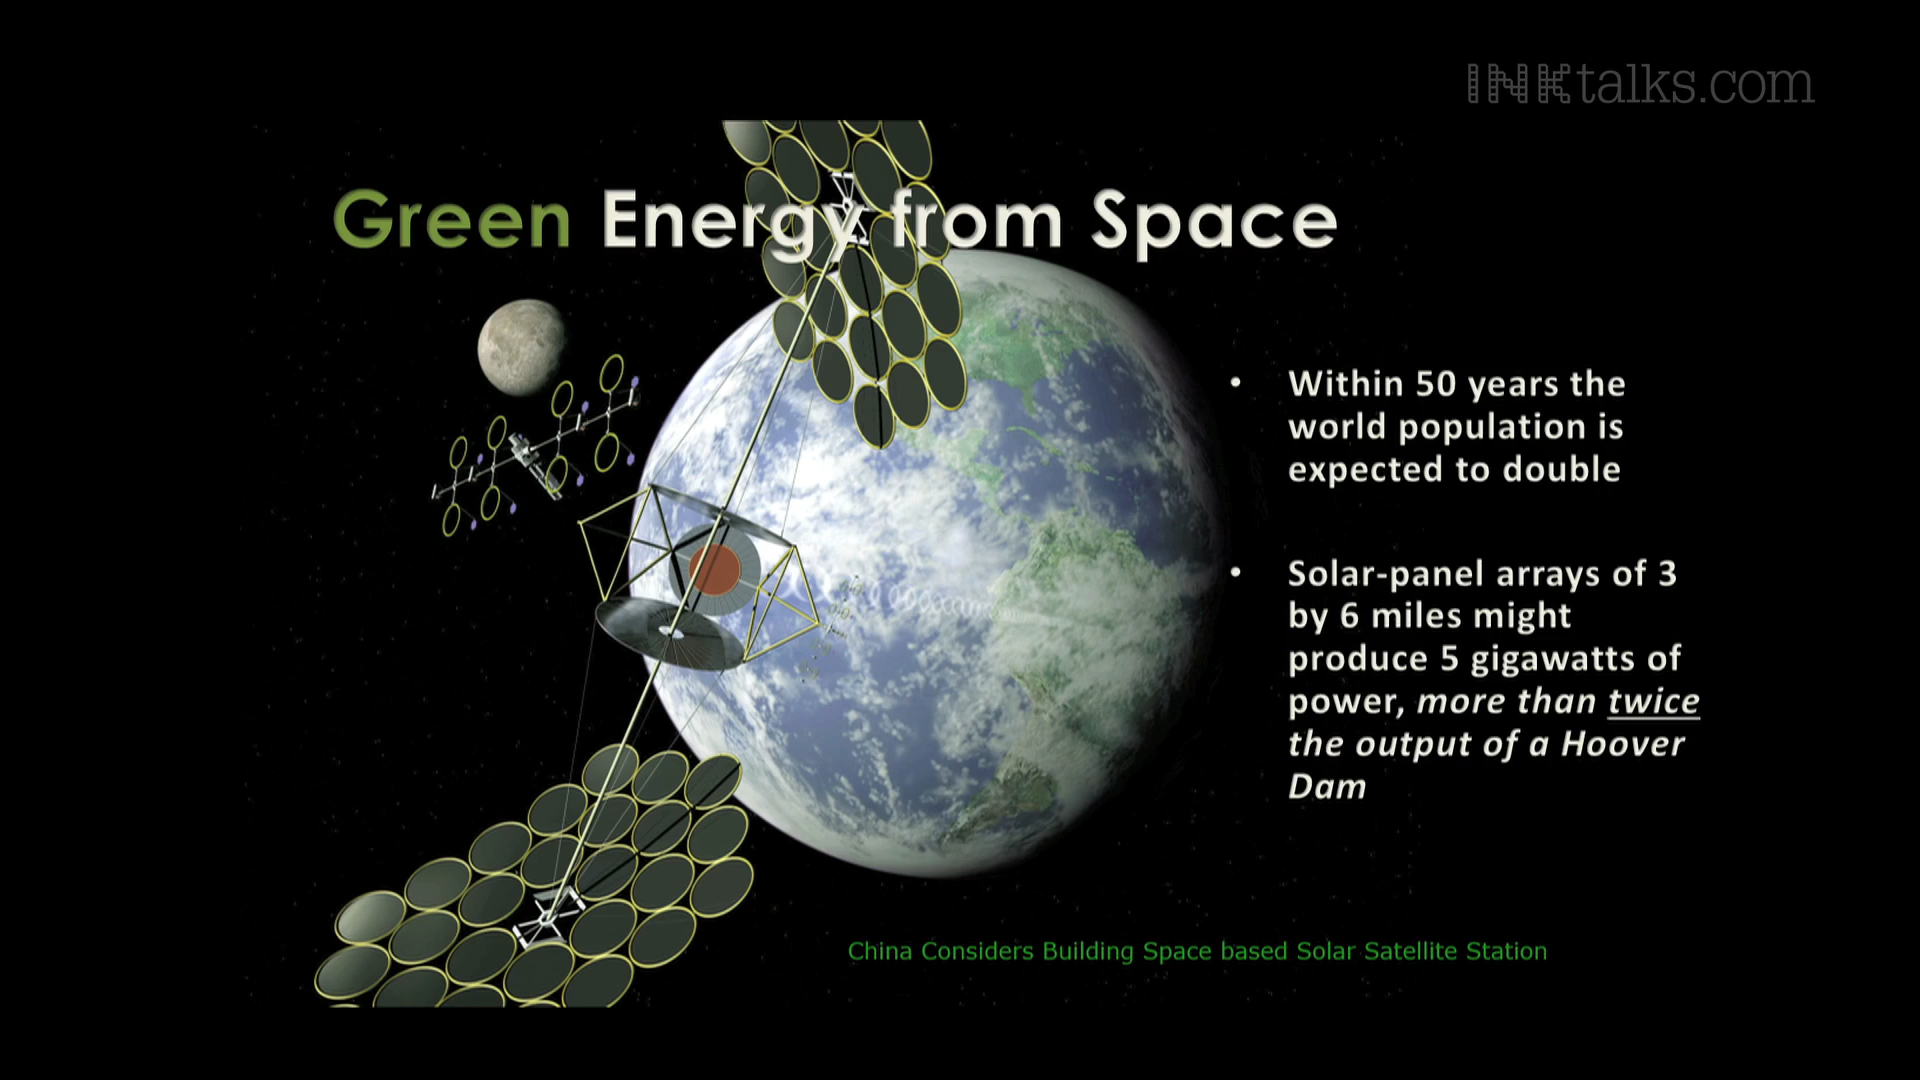 INKtalks.com
Green Energy from Space
• Within 50 years the
world population is
expected to double
• Solar-panel arrays of 3
by 6 miles might
produce 5 gigawatts of
power, more than twice
the output of a Hoover
Dam
China Considers Building Space based Solar Satellite Station